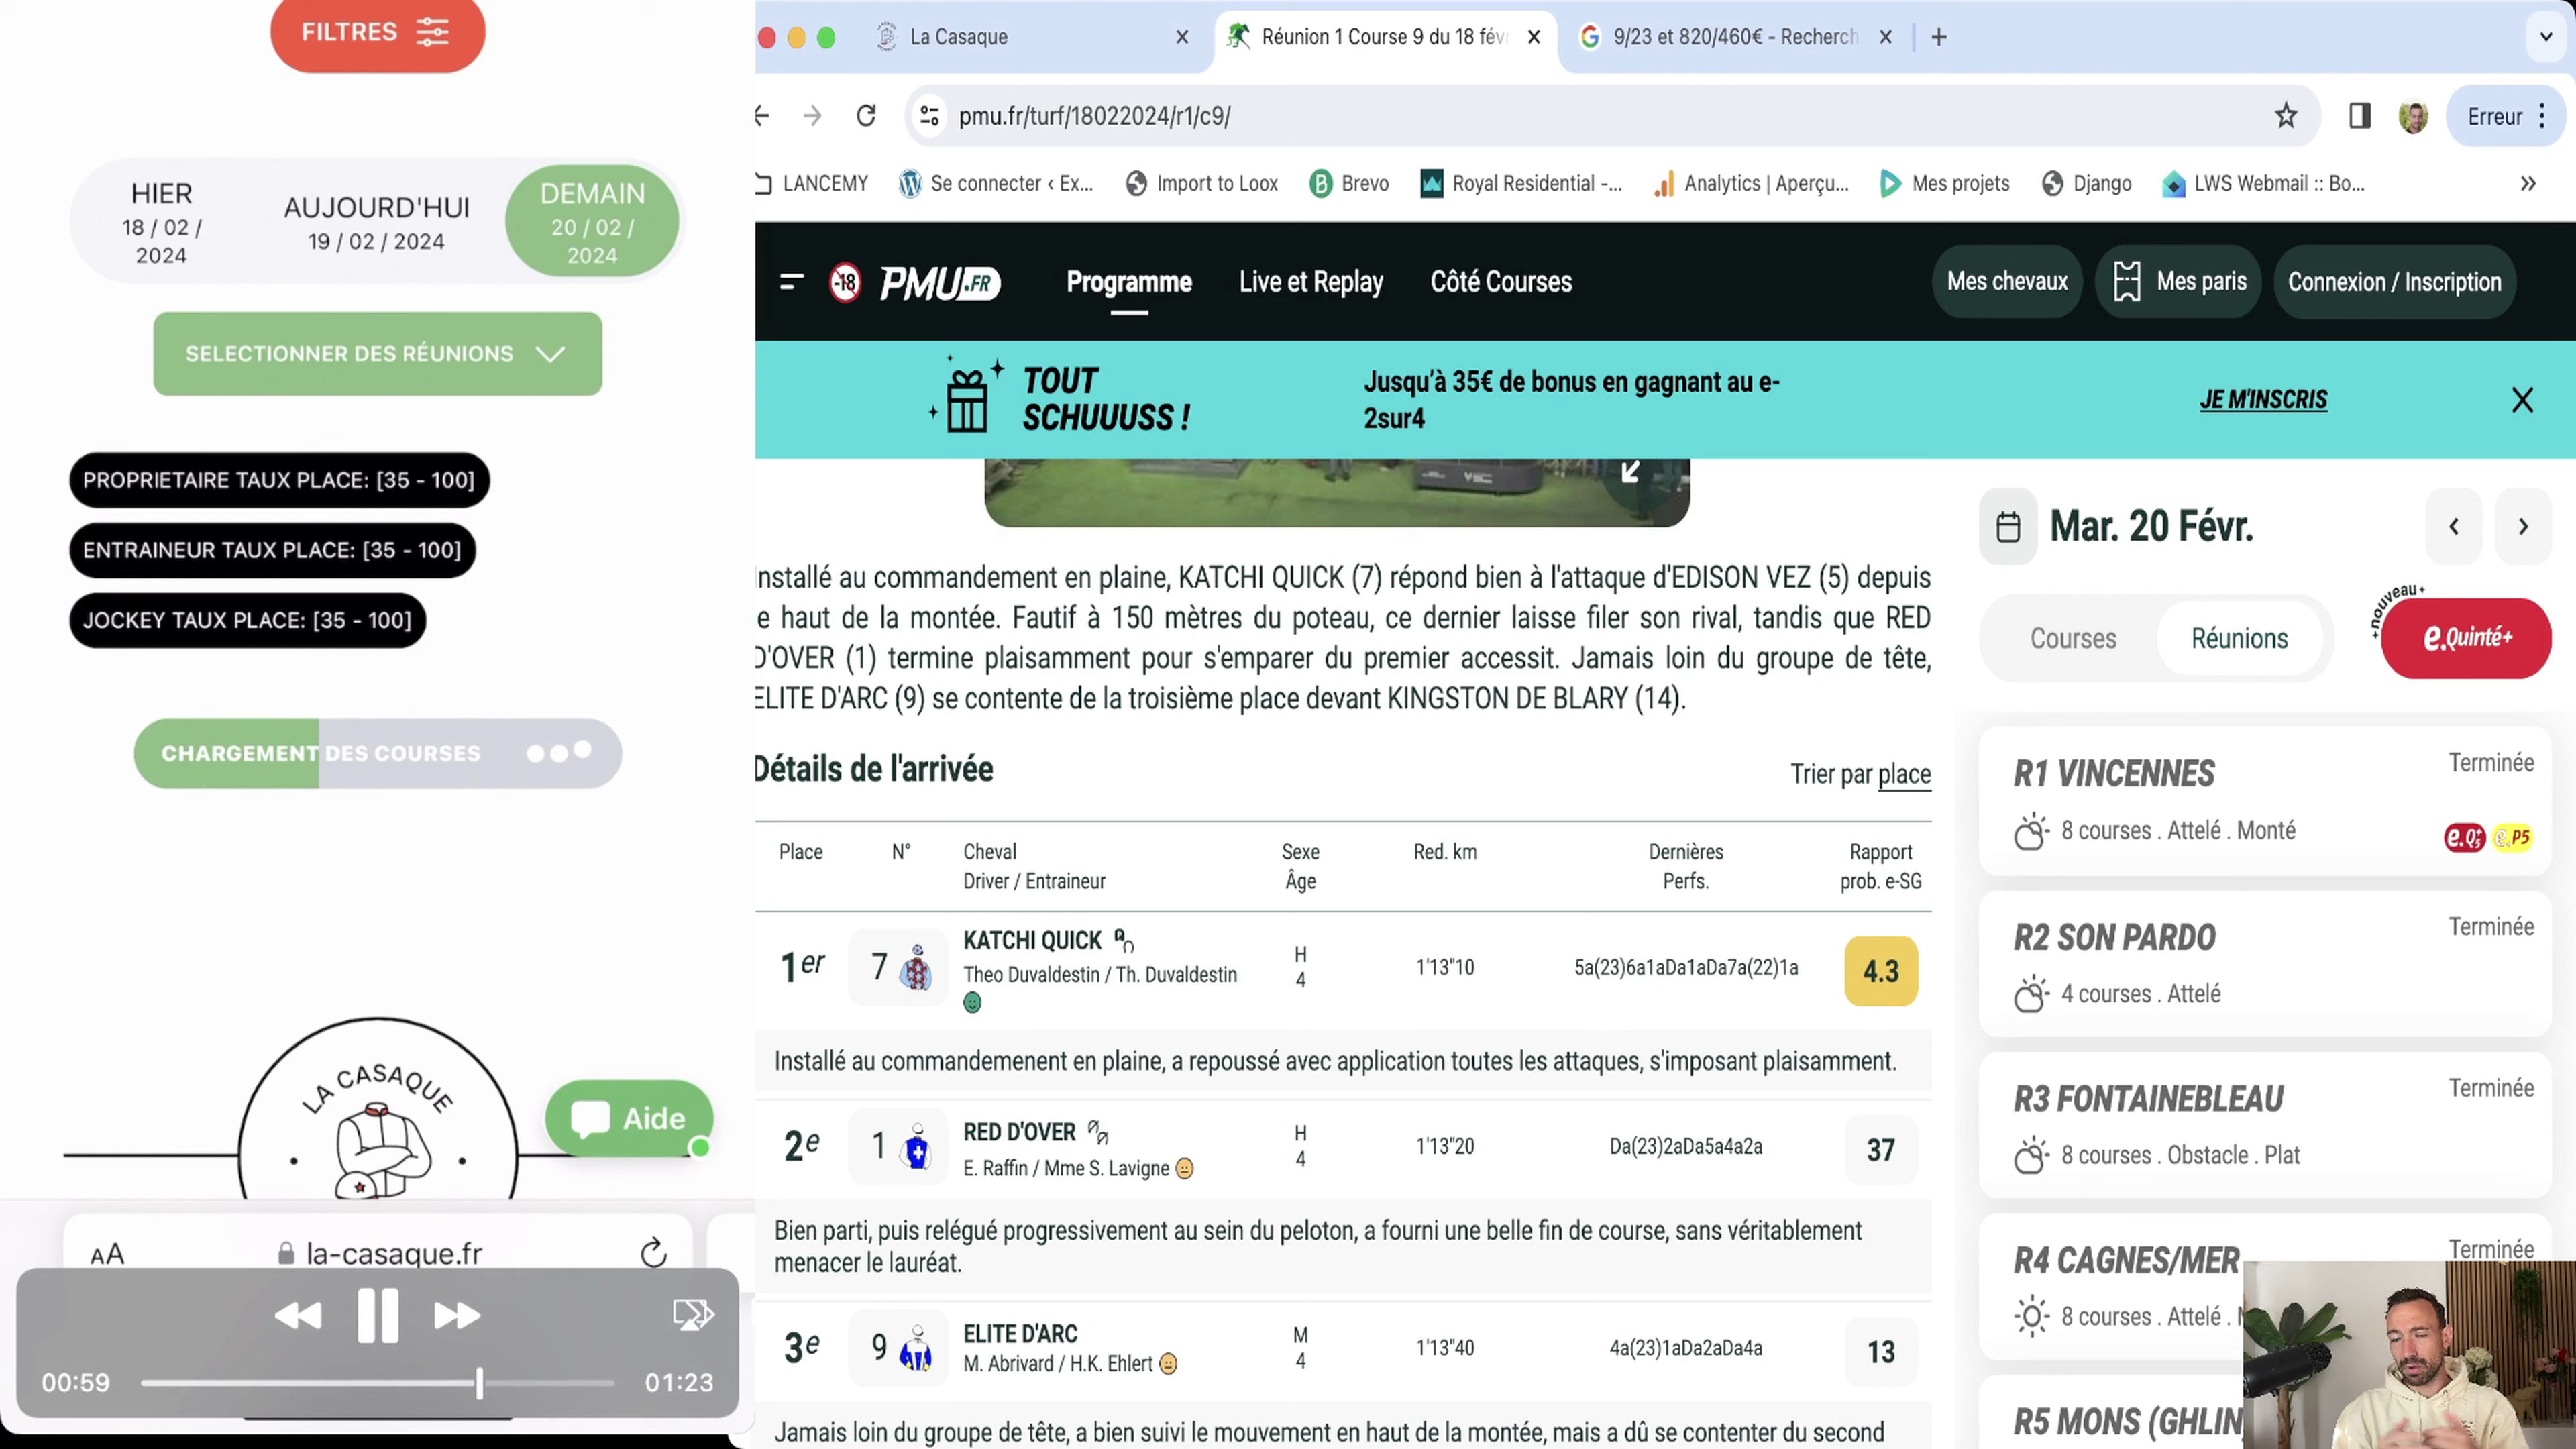 FILTRES
HIER
18 / 02 /
2024
AUJOURD'HUI
19 / 02 / 2024
DEMAIN
20 / 02 /
2024
SELECTIONNER DES RÉUNIONS
PROPRIETAIRE TAUX PLACE: [35 - 100]
ENTRAINEUR TAUX PLACE: [35 - 100]
JOCKEY TAUX PLACE: [35 - 100]
CHARGEMENT DES COURSES
LA CASAQUE
Aide
AA
la-casaque.fr
00:59
01:23
La Casaque
Réunion 1 Course 9 du 18 fév
9/23 et 820/460€ - Recherch
pmu.fr/turf/18022024/r1/c9/
Erreur
LANCEMY
Se connecter ‹ Ex...
Import to Loox
Brevo
Royal Residential -...
Analytics | Aperçu...
Mes projets
Django
LWS Webmail :: Bo...
-18
PMU.FR
Programme
Live et Replay
Côté Courses
Mes chevaux
Mes paris
Connexion / Inscription
TOUT
SCHUUUSS !
Jusqu'à 35€ de bonus en gagnant au e-
2sur4
JE M'INSCRIS
Installé au commandement en plaine, KATCHI QUICK (7) répond bien à l'attaque d'EDISON VEZ (5) depuis
e haut de la montée. Fautif à 150 mètres du poteau, ce dernier laisse filer son rival, tandis que RED
D'OVER (1) termine plaisamment pour s'emparer du premier accessit. Jamais loin du groupe de tête,
ELITE D'ARC (9) se contente de la troisième place devant KINGSTON DE BLARY (14).
Détails de l'arrivée
Trier par place
Place
N°
Cheval
Driver / Entraineur
Sexe
Âge
Red. km
Dernières
Perfs.
Rapport
prob. e-SG
1er
7
KATCHI QUICK
Theo Duvaldestin / Th. Duvaldestin
H
4
1'13"10
5a(23)6a1aDa1aDa7a(22)1a
4.3
Installé au commandemenent en plaine, a repoussé avec application toutes les attaques, s'imposant plaisamment.
2e
1
RED D'OVER
E. Raffin / Mme S. Lavigne
H
4
1'13"20
Da(23)2aDa5a4a2a
37
Bien parti, puis relégué progressivement au sein du peloton, a fourni une belle fin de course, sans véritablement
menacer le lauréat.
3e
9
ELITE D'ARC
M. Abrivard / H.K. Ehlert
M
4
1'13"40
4a(23)1aDa2aDa4a
13
Jamais loin du groupe de tête, a bien suivi le mouvement en haut de la montée, mais a dû se contenter du second
Mar. 20 Févr.
Courses
Réunions
+nouveau+
e.Quinté+
R1 VINCENNES
Terminée
8 courses . Attelé . Monté
e.Q5+
e.P5
R2 SON PARDO
Terminée
4 courses . Attelé
R3 FONTAINEBLEAU
Terminée
8 courses . Obstacle . Plat
R4 CAGNES/MER
Terminée
8 courses . Attelé .
R5 MONS (GHLIN